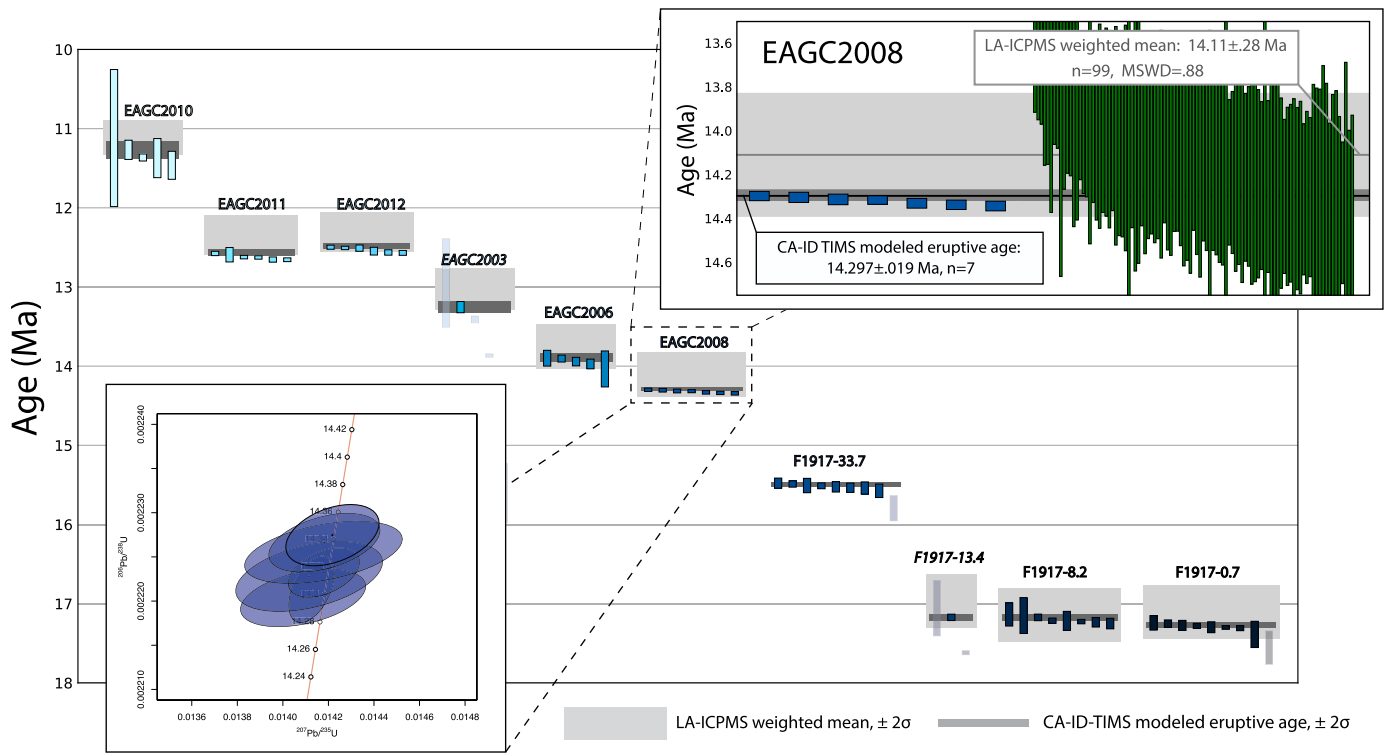 Age (Ma)
10
11
12
13
14
15
16
17
18
EAGC2010
EAGC2011
EAGC2012
EAGC2003
EAGC2006
EAGC2008
F1917-33.7
F1917-13.4
F1917-8.2
F1917-0.7
EAGC2008
Age (Ma)
13.6
13.8
14.0
14.2
14.4
14.6
LA-ICPMS weighted mean: 14.11±.28 Ma
n=99, MSWD=.88
CA-ID TIMS modeled eruptive age:
14.297±.019 Ma, n=7
206Pb/238U
0.002240
0.002230
0.002220
0.002210
14.42
14.4
14.38
14.36
14.28
14.26
14.24
0.0136
0.0138
0.0140
0.0142
0.0144
0.0146
0.0148
207Pb/235U
LA-ICPMS weighted mean, ± 2σ
CA-ID-TIMS modeled eruptive age, ± 2σ